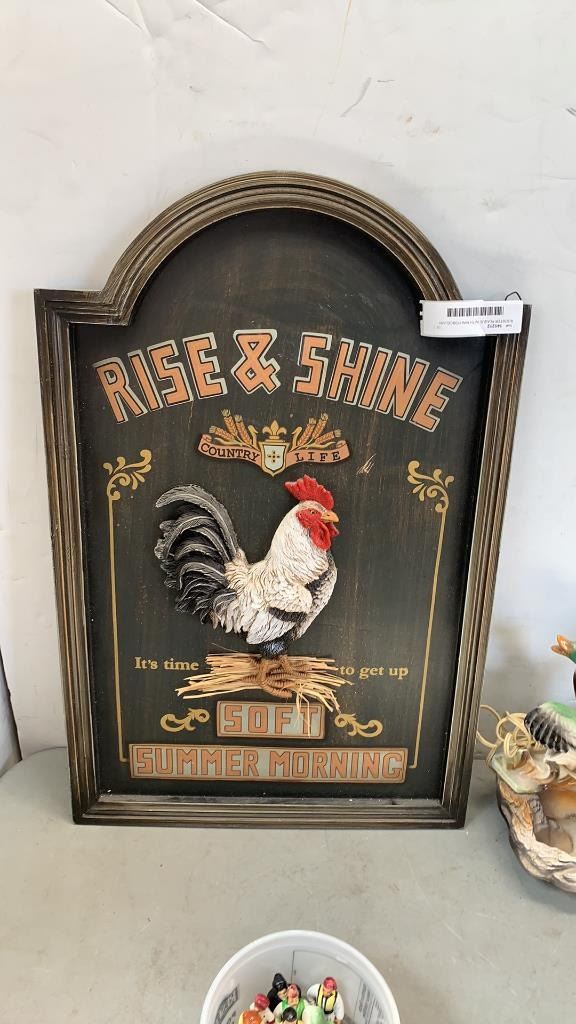 RISE & SHINE
COUNTRY LIFE
It's time to get up
SOFT
SUMMER MORNING